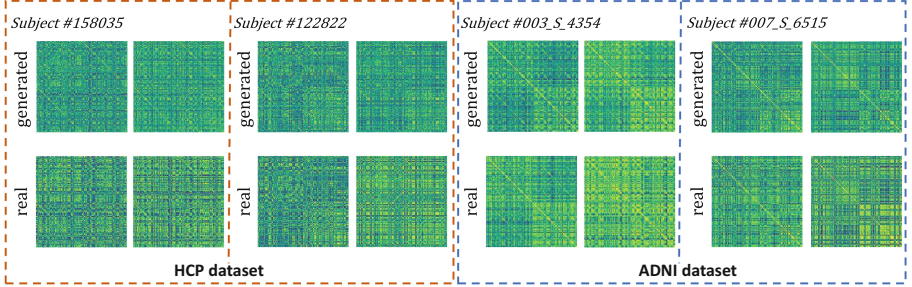 Subject #158035
Subject #122822
Subject #003_S_4354
Subject #007_S_6515
generated
generated
generated
generated
real
real
real
real
HCP dataset
ADNI dataset